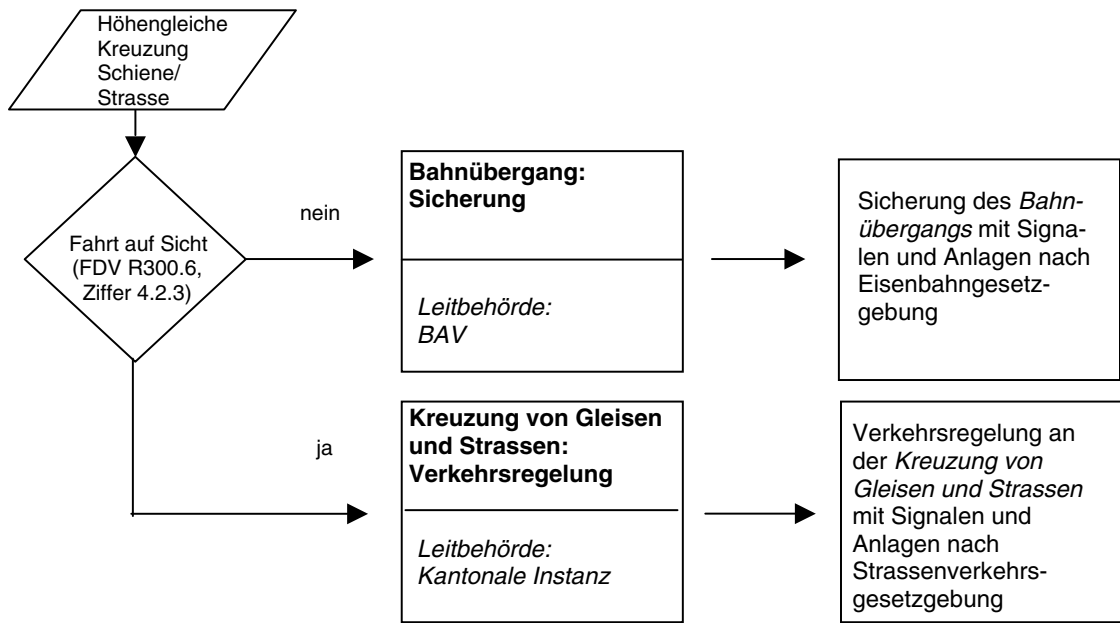 Höhengleiche
Kreuzung
Schiene/
Strasse
Fahrt auf Sicht
(FDV R300.6,
Ziffer 4.2.3)
nein
Bahnübergang:
Sicherung
Leitbehörde:
BAV
Sicherung des Bahn-
übergangs mit Signa-
len und Anlagen nach
Eisenbahngesetz-
gebung
ja
Kreuzung von Gleisen
und Strassen:
Verkehrsregelung
Leitbehörde:
Kantonale Instanz
Verkehrsregelung an
der Kreuzung von
Gleisen und Strassen
mit Signalen und
Anlagen nach
Strassenverkehrs-
gesetzgebung